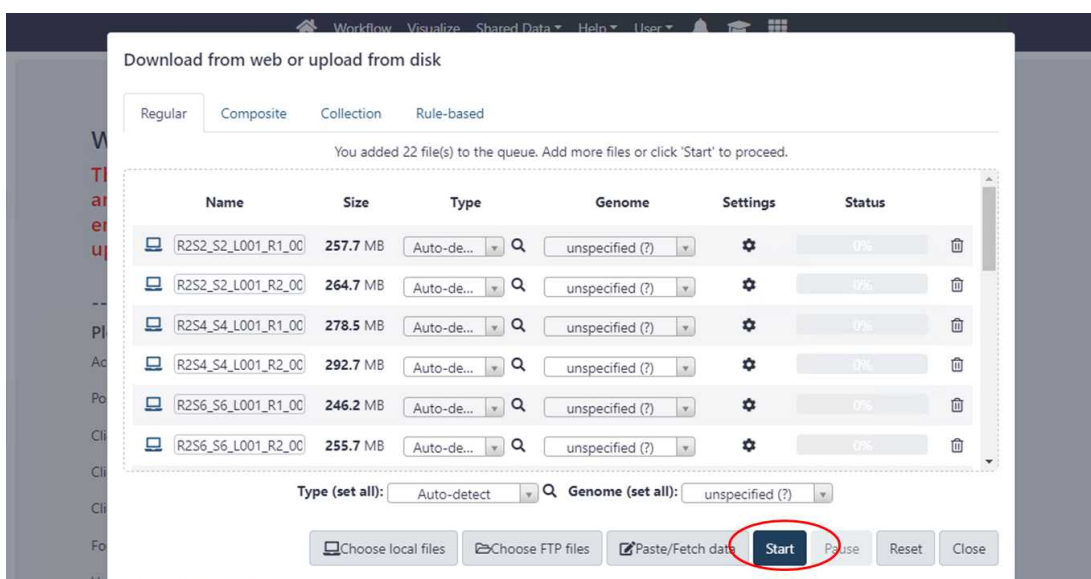 Workflow Visualize Shared Data Help User
Download from web or upload from disk
Regular Composite Collection Rule-based
You added 22 file(s) to the queue. Add more files or click 'Start' to proceed.
Name Size Type Genome Settings Status
R2S2_S2_L001_R1_00 257.7 MB Auto-de... unspecified (?) 0%
R2S2_S2_L001_R2_00 264.7 MB Auto-de... unspecified (?) 0%
R2S4_S4_L001_R1_00 278.5 MB Auto-de... unspecified (?) 0%
R2S4_S4_L001_R2_00 292.7 MB Auto-de... unspecified (?) 0%
R2S6_S6_L001_R1_00 246.2 MB Auto-de... unspecified (?) 0%
R2S6_S6_L001_R2_00 255.7 MB Auto-de... unspecified (?) 0%
Type (set all): Auto-detect Genome (set all): unspecified (?)
Choose local files Choose FTP files Paste/Fetch data Start Pause Reset Close